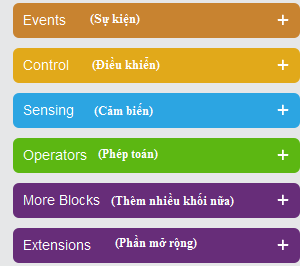 Events (Sự kiện) +
Control (Điều khiển) +
Sensing (Cảm biến) +
Operators (Phép toán) +
More Blocks (Thêm nhiều khối nữa) +
Extensions (Phần mở rộng) +